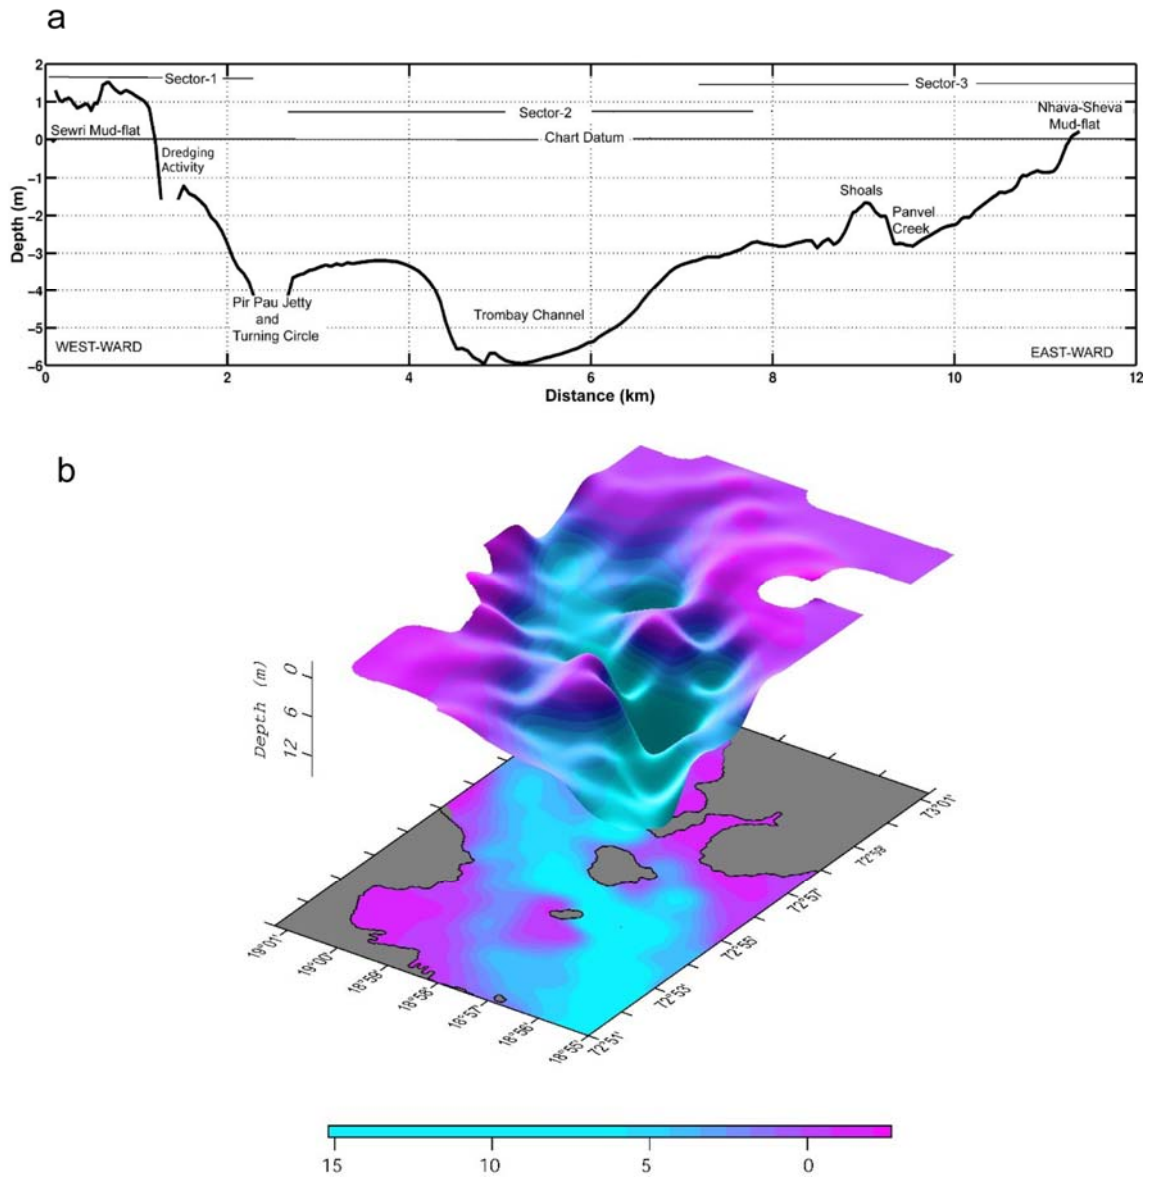 a
2
1
0
−1
−2
−3
−4
−5
−6
Depth (m)
Sector-1
Sector-2
Sector-3
Sewri Mud-flat
Chart Datum
Nhava-Sheva
Mud-flat
Dredging
Activity
Shoals
Panvel
Creek
Pir Pau Jetty
and
Turning Circle
Trombay Channel
WEST-WARD
EAST-WARD
0 2 4 6 8 10 12
Distance (km)
b
Depth (m)
0
6
12
19°01'
19°00'
18°59'
18°58'
18°57'
18°56'
18°55'
72°51'
72°53'
72°55'
72°57'
72°59'
73°01'
15 10 5 0